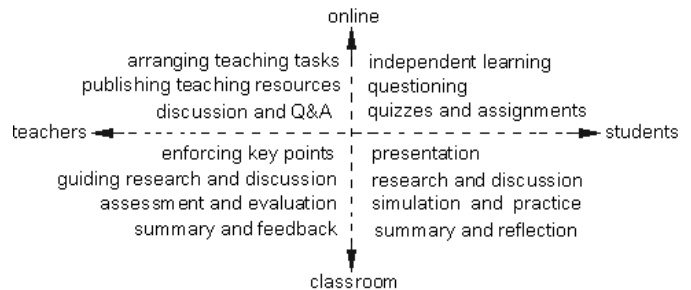 online
arranging teaching tasks independent learning
publishing teaching resources questioning
discussion and Q&A quizzes and assignments
teachers students
enforcing key points presentation
guiding research and discussion research and discussion
assessment and evaluation simulation and practice
summary and feedback summary and reflection
classroom